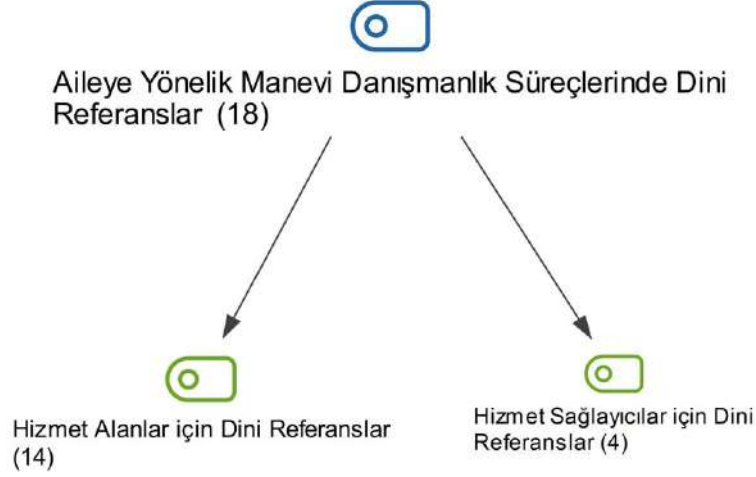 Aileye Yönelik Manevi Danışmanlık Süreçlerinde Dini
Referanslar (18)
Hizmet Alanlar için Dini Referanslar
(14)
Hizmet Sağlayıcılar için Dini
Referanslar (4)